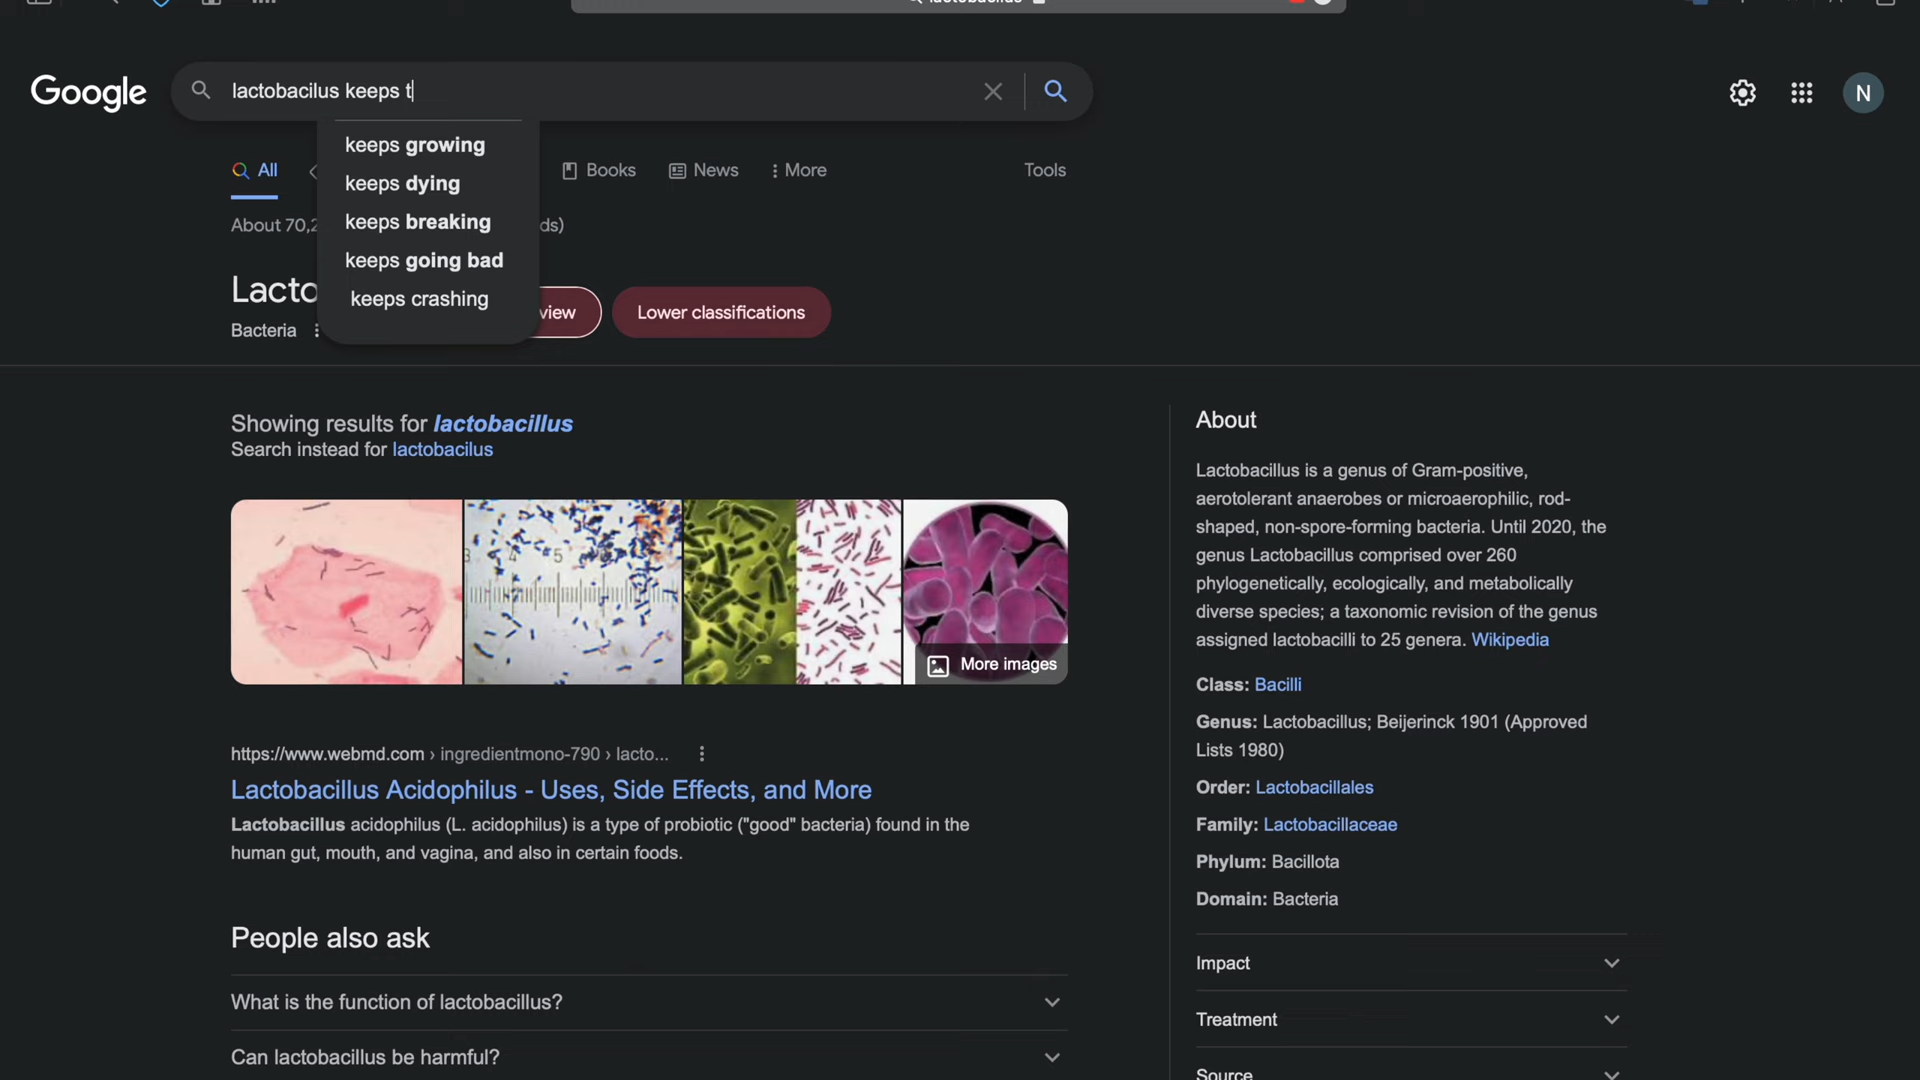 Google
lactobacilus keeps t
N
keeps growing
keeps dying
keeps breaking
keeps going bad
keeps crashing
All
Books
News
More
Tools
About 70,2
ds)
Lacto
view
Lower classifications
Bacteria
Showing results for lactobacillus
Search instead for lactobacilus
3 4 5
More images
https://www.webmd.com › ingredientmono-790 › lacto...
Lactobacillus Acidophilus - Uses, Side Effects, and More
Lactobacillus acidophilus (L. acidophilus) is a type of probiotic ("good" bacteria) found in the
human gut, mouth, and vagina, and also in certain foods.
People also ask
What is the function of lactobacillus?
Can lactobacillus be harmful?
About
Lactobacillus is a genus of Gram-positive,
aerotolerant anaerobes or microaerophilic, rod-
shaped, non-spore-forming bacteria. Until 2020, the
genus Lactobacillus comprised over 260
phylogenetically, ecologically, and metabolically
diverse species; a taxonomic revision of the genus
assigned lactobacilli to 25 genera. Wikipedia
Class: Bacilli
Genus: Lactobacillus; Beijerinck 1901 (Approved
Lists 1980)
Order: Lactobacillales
Family: Lactobacillaceae
Phylum: Bacillota
Domain: Bacteria
Impact
Treatment
Source